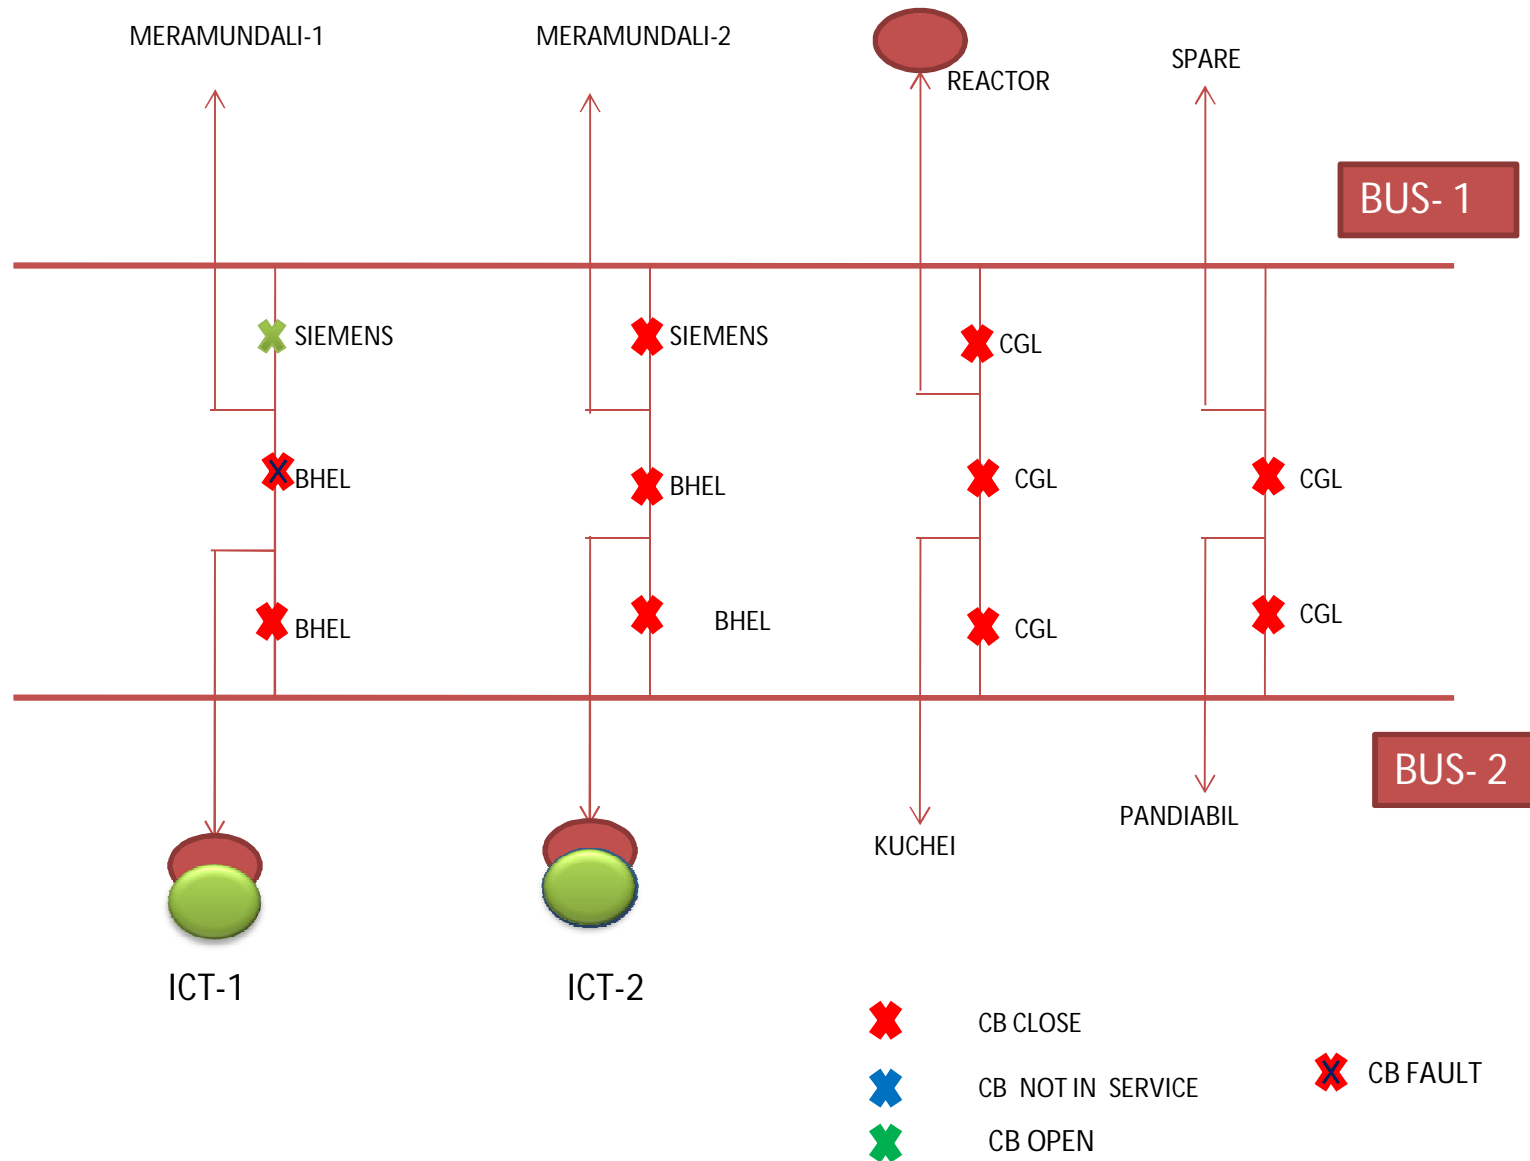 MERAMUNDALI-1
MERAMUNDALI-2
REACTOR
SPARE
BUS- 1
SIEMENS
SIEMENS
CGL
BHEL
BHEL
CGL
CGL
BHEL
BHEL
CGL
CGL
BUS- 2
PANDIABIL
KUCHEI
ICT-1
ICT-2
CB CLOSE
CB FAULT
CB NOT IN SERVICE
CB OPEN